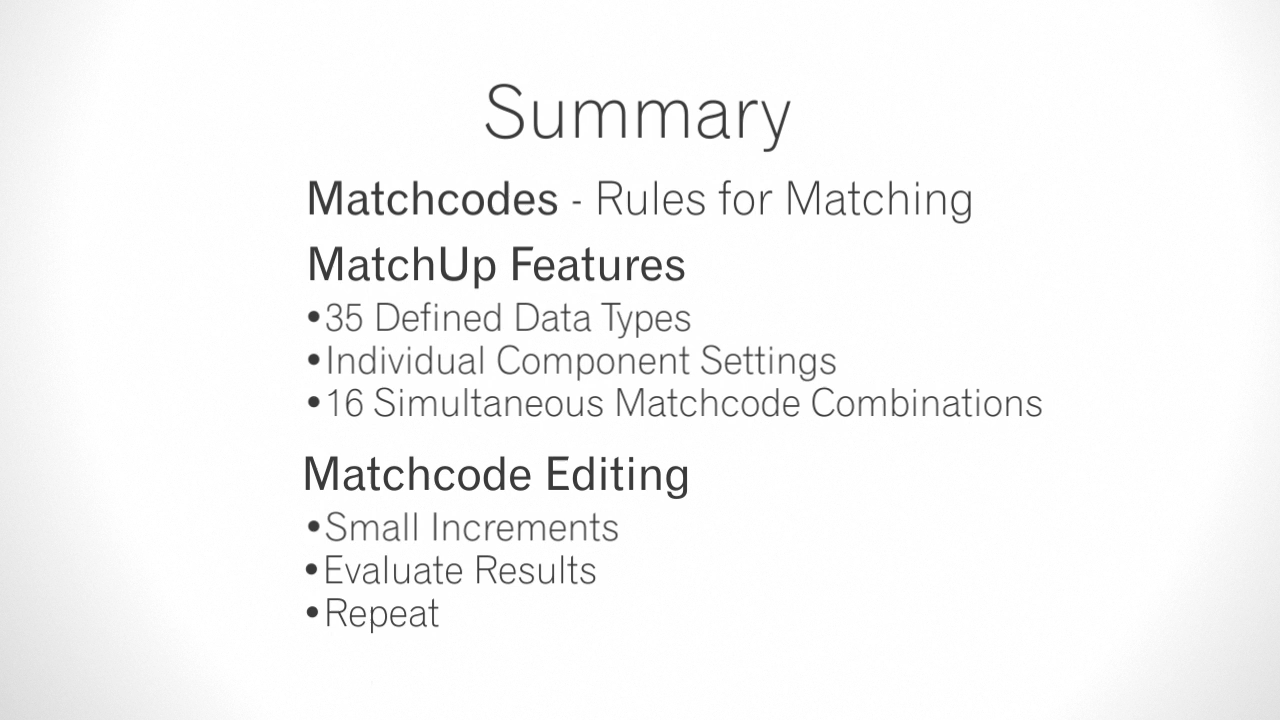 Summary
Matchcodes - Rules for Matching
MatchUp Features
•35 Defined Data Types
•Individual Component Settings
•16 Simultaneous Matchcode Combinations
Matchcode Editing
•Small Increments
•Evaluate Results
•Repeat